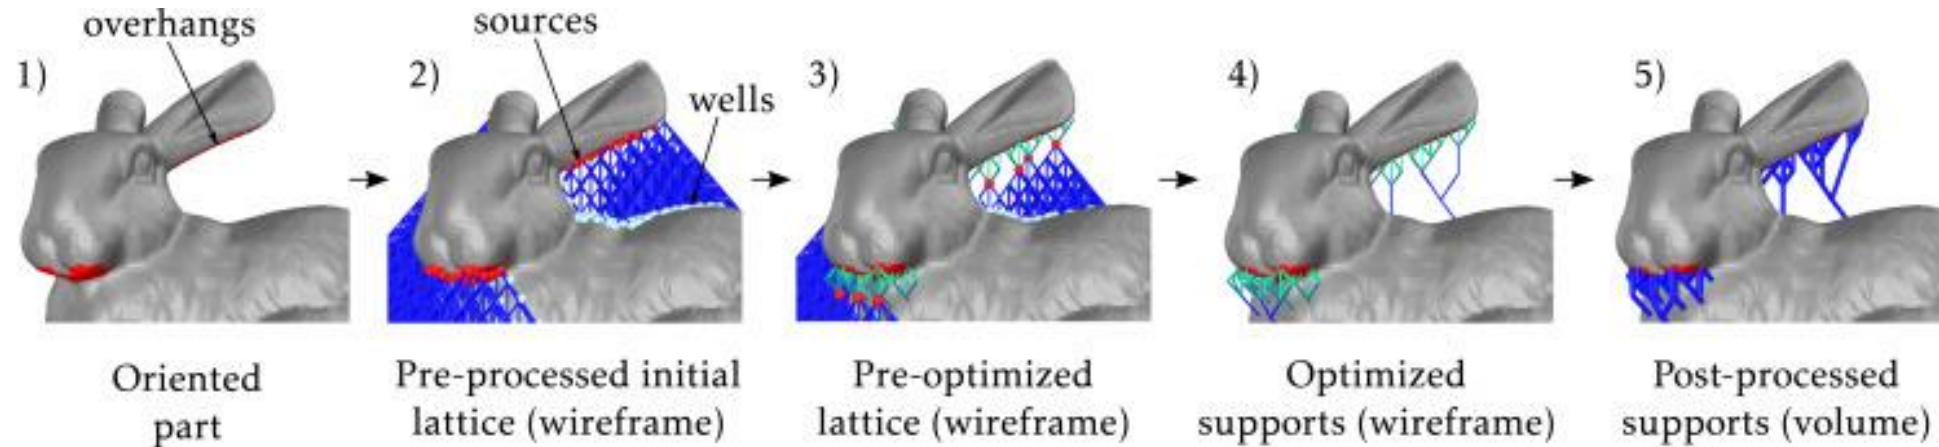 overhangs
sources
wells
1)
2)
3)
4)
5)
Oriented
part
Pre-processed initial
lattice (wireframe)
Pre-optimized
lattice (wireframe)
Optimized
supports (wireframe)
Post-processed
supports (volume)